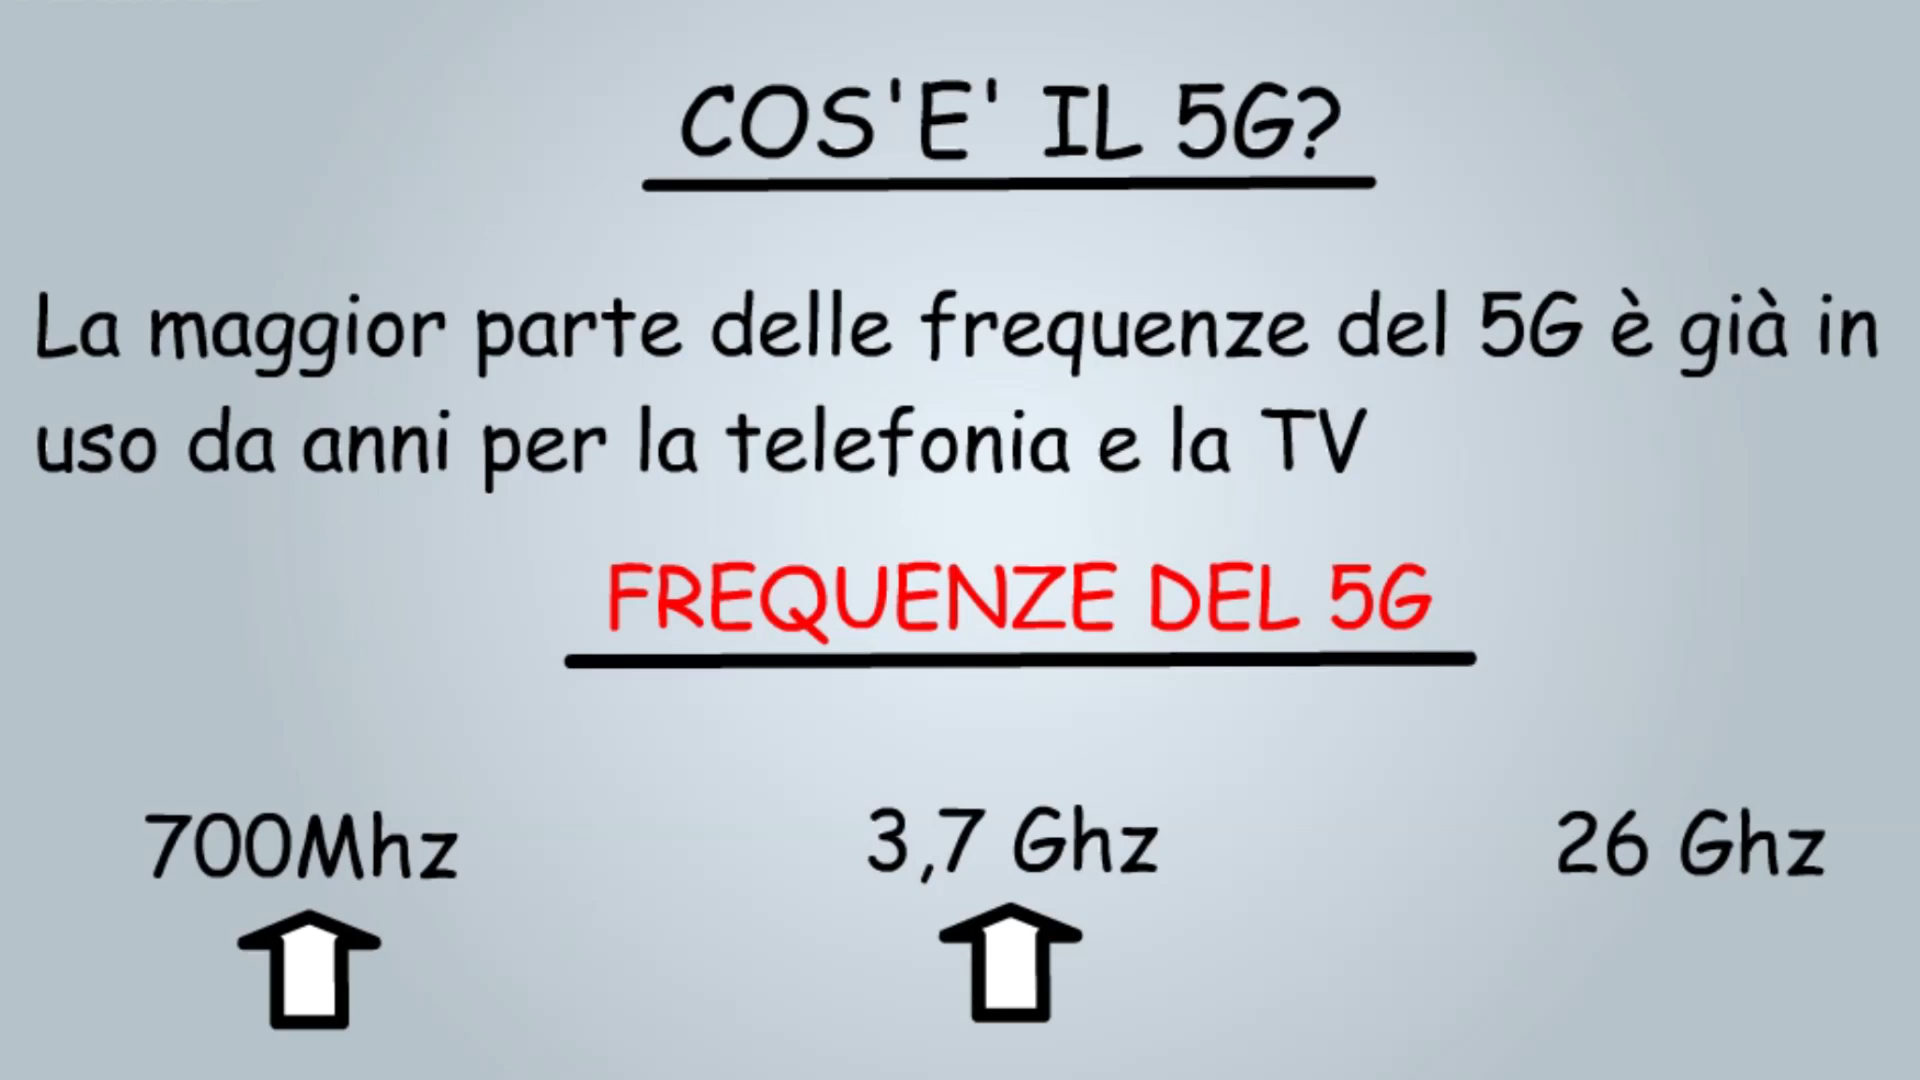 COS'E' IL 5G?
La maggior parte delle frequenze del 5G è già in
uso da anni per la telefonia e la TV
FREQUENZE DEL 5G
700Mhz 3,7 Ghz 26 Ghz